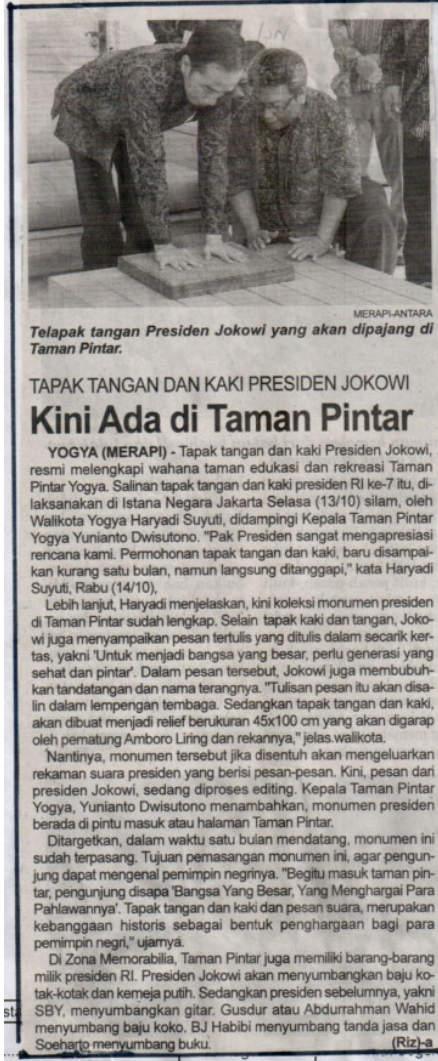 MERAPI-ANTARA
Telapak tangan Presiden Jokowi yang akan dipajang di
Taman Pintar.
TAPAK TANGAN DAN KAKI PRESIDEN JOKOWI
Kini Ada di Taman Pintar
YOGYA (MERAPI) - Tapak tangan dan kaki Presiden Jokowi,
resmi melengkapi wahana taman edukasi dan rekreasi Taman
Pintar Yogya. Salinan tapak tangan dan kaki presiden RI ke-7 itu, di-
laksanakan di Istana Negara Jakarta Selasa (13/10) silam, oleh
Walikota Yogya Haryadi Suyuti, didampingi Kepala Taman Pintar
Yogya Yunianto Dwisutono. "Pak Presiden sangat mengapresiasi
rencana kami. Permohonan tapak tangan dan kaki, baru disampai-
kan kurang satu bulan, namun langsung ditanggapi," kata Haryadi
Suyuti, Rabu (14/10),
Lebih lanjut, Haryadi menjelaskan, kini koleksi monumen presiden
di Taman Pintar sudah lengkap. Selain tapak kaki dan tangan, Joko-
wi juga menyampaikan pesan tertulis yang ditulis dalam secarik ker-
tas, yakni 'Untuk menjadi bangsa yang besar, perlu generasi yang
sehat dan pintar'. Dalam pesan tersebut, Jokowi juga membubuh-
kan tandatangan dan nama terangnya. "Tulisan pesan itu akan disa-
lin dalam lempengan tembaga. Sedangkan tapak tangan dan kaki,
akan dibuat menjadi relief berukuran 45x100 cm yang akan digarap
oleh pematung Amboro Liring dan rekannya," jelas.walikota.
Nantinya, monumen tersebut jika disentuh akan mengeluarkan
rekaman suara presiden yang berisi pesan-pesan. Kini, pesan dari
presiden Jokowi, sedang diproses editing. Kepala Taman Pintar
Yogya, Yunianto Dwisutono menambahkan, monumen presiden
berada di pintu masuk atau halaman Taman Pintar.
Ditargetkan, dalam waktu satu bulan mendatang, monumen ini
sudah terpasang. Tujuan pemasangan monumen ini, agar pengun-
jung dapat mengenal pemimpin negrinya. "Begitu masuk taman pin-
tar, pengunjung disapa 'Bangsa Yang Besar, Yang Menghargai Para
Pahlawannya'. Tapak tangan dan kaki dan pesan suara, merupakan
kebanggaan historis sebagai bentuk penghargaan bagi para
pemimpin negri," ujarnya.
Di Zona Memorabilia, Taman Pintar juga memiliki barang-barang
milik presiden RI. Presiden Jokowi akan menyumbangkan baju ko-
tak-kotak dan kemeja putih. Sedangkan presiden sebelumnya, yakni
SBY, menyumbangkan gitar. Gusdur atau Abdurrahman Wahid
menyumbang baju koko. BJ Habibi menyumbang tanda jasa dan
Soeharto menyumbang buku. (Riz)-a